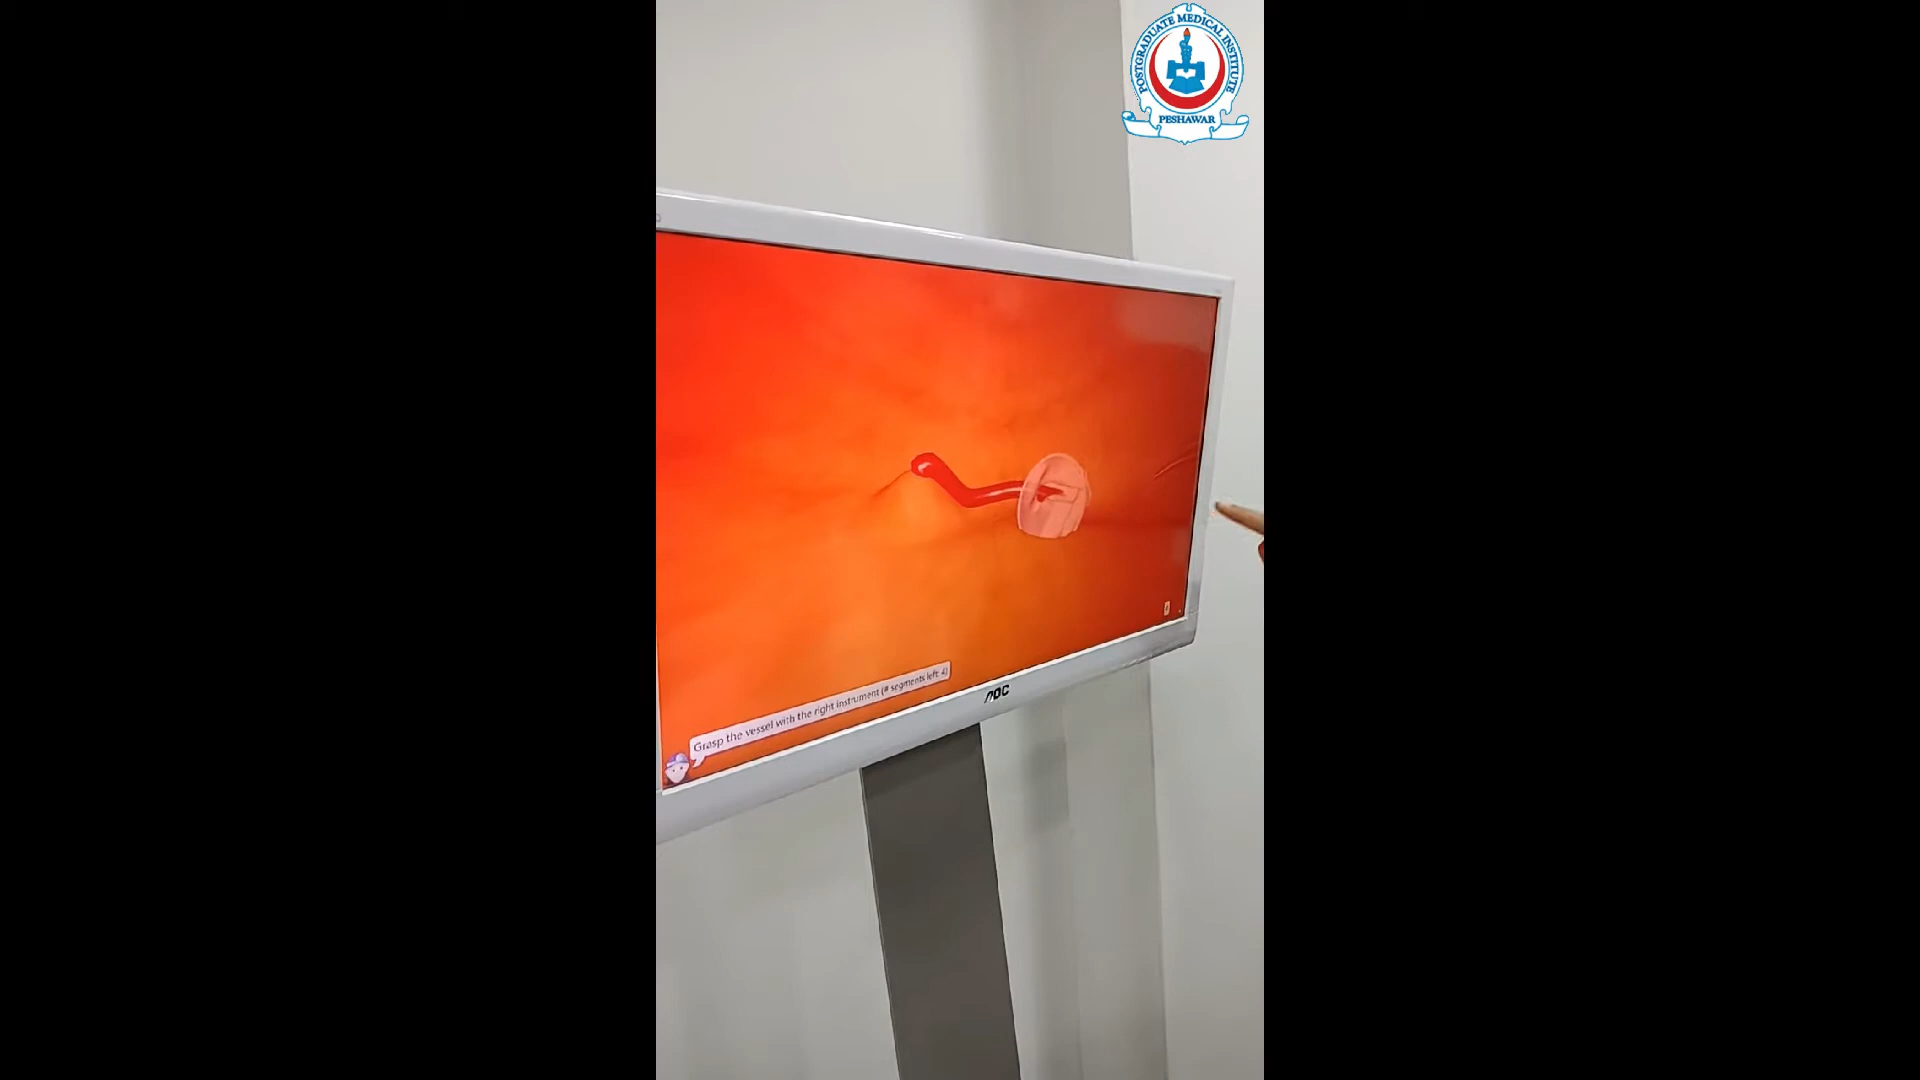 POSTGRADUATE MEDICAL INSTITUTE
PESHAWAR
Grasp the vessel with the right instrument (# segments left: 4)
AOC